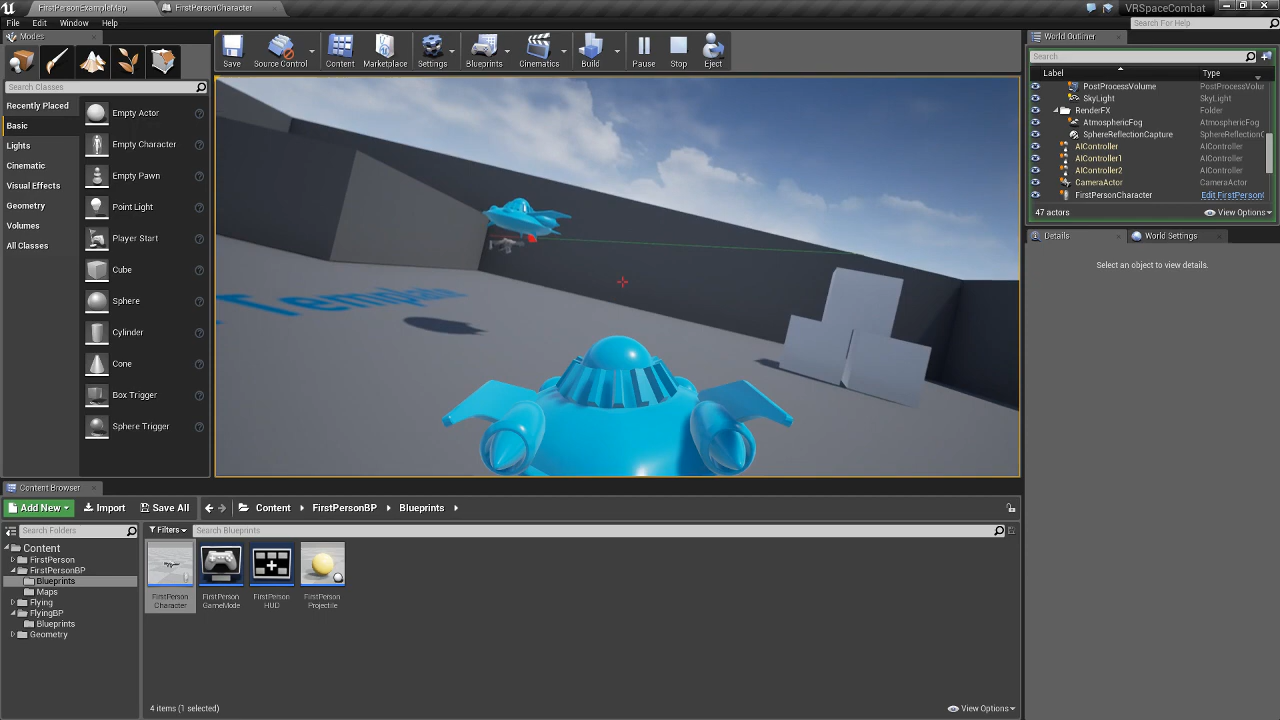 FirstPersonExampleMap
FirstPersonCharacter
VRSpaceCombat
File Edit Window Help
Search For Help
Modes
World Outliner
Save Source Control Content Marketplace Settings Blueprints Cinematics Build Pause Stop Eject
Search
Search Classes
Label Type
Recently Placed
Basic
Lights
Cinematic
Visual Effects
Geometry
Volumes
All Classes
Empty Actor
Empty Character
Empty Pawn
Point Light
Player Start
Cube
Sphere
Cylinder
Cone
Box Trigger
Sphere Trigger
Template
PostProcessVolume PostProcessVolu
SkyLight SkyLight
RenderFX Folder
AtmosphericFog AtmosphericFog
SphereReflectionCapture SphereReflectionC
AIController AIController
AIController1 AIController
AIController2 AIController
CameraActor CameraActor
FirstPersonCharacter Edit FirstPerson
47 actors
View Options
Details
World Settings
Select an object to view details.
Content Browser
Add New Import Save All Content FirstPersonBP Blueprints
Search Folders
Filters
Search Blueprints
Content
FirstPerson
FirstPersonBP
Blueprints
Maps
Flying
FlyingBP
Blueprints
Geometry
FirstPerson
Character
FirstPerson
GameMode
FirstPerson
HUD
FirstPerson
Projectile
4 items (1 selected)
View Options